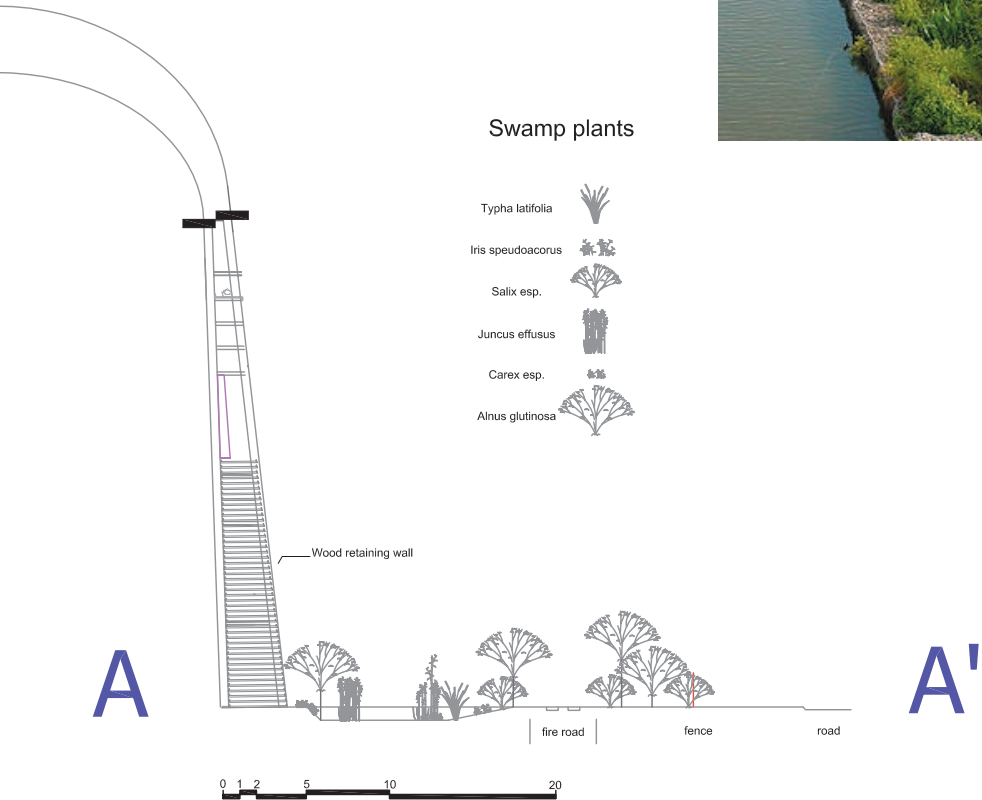 Swamp plants
Typha latifolia
Iris speudoacorus
Salix esp.
Juncus effusus
Carex esp.
Alnus glutinosa
Wood retaining wall
A
A'
fire road
fence
road
0 1 2 5 10 20